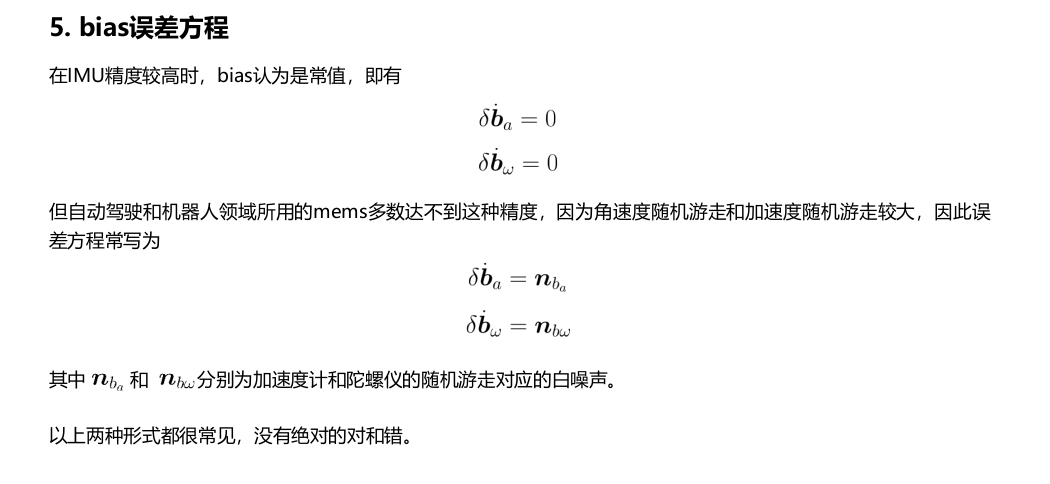 5. bias误差方程
在IMU精度较高时，bias认为是常值，即有
$\delta \dot{\boldsymbol{b}}_a = 0$
$\delta \dot{\boldsymbol{b}}_\omega = 0$
但自动驾驶和机器人领域所用的mems多数达不到这种精度，因为角速度随机游走和加速度随机游走较大，因此误
差方程常写为
$\delta \dot{\boldsymbol{b}}_a = \boldsymbol{n}_{b_a}$
$\delta \dot{\boldsymbol{b}}_\omega = \boldsymbol{n}_{b\omega}$
其中 $\boldsymbol{n}_{b_a}$ 和 $\boldsymbol{n}_{b\omega}$分别为加速度计和陀螺仪的随机游走对应的白噪声。
以上两种形式都很常见，没有绝对的对和错。